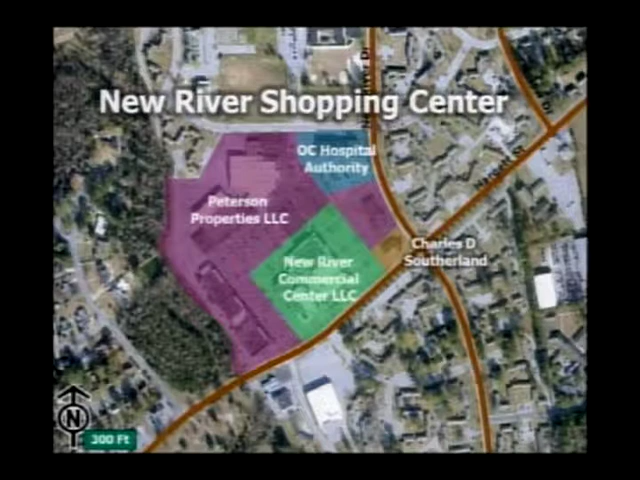 New River Shopping Center
OC Hospital
Authority
Peterson
Properties LLC
Charles D
Southerland
New River
Commercial
Center LLC
N
300 Ft